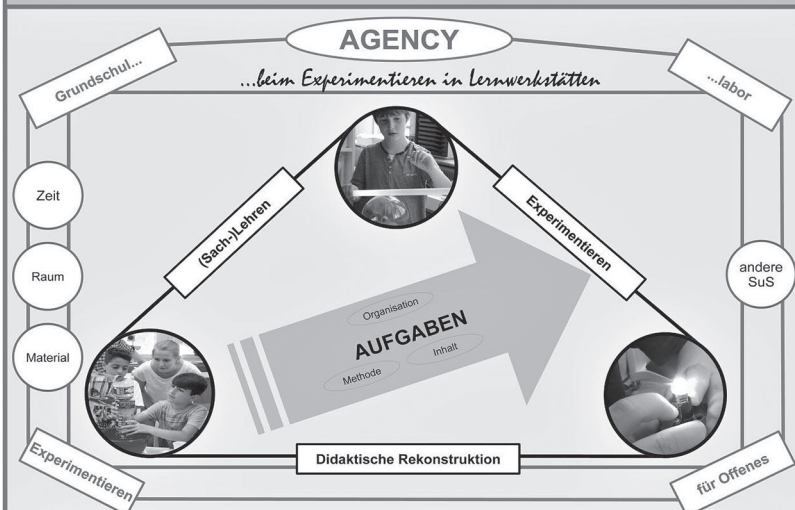 AGENCY
...beim Experimentieren in Lernwerkstätten
Grundschul...
...labor
Zeit
Raum
Material
(Sach-)Lehren
Experimentieren
andere
SuS
Organisation
AUFGABEN
Methode
Inhalt
Didaktische Rekonstruktion
Experimentieren
für Offenes